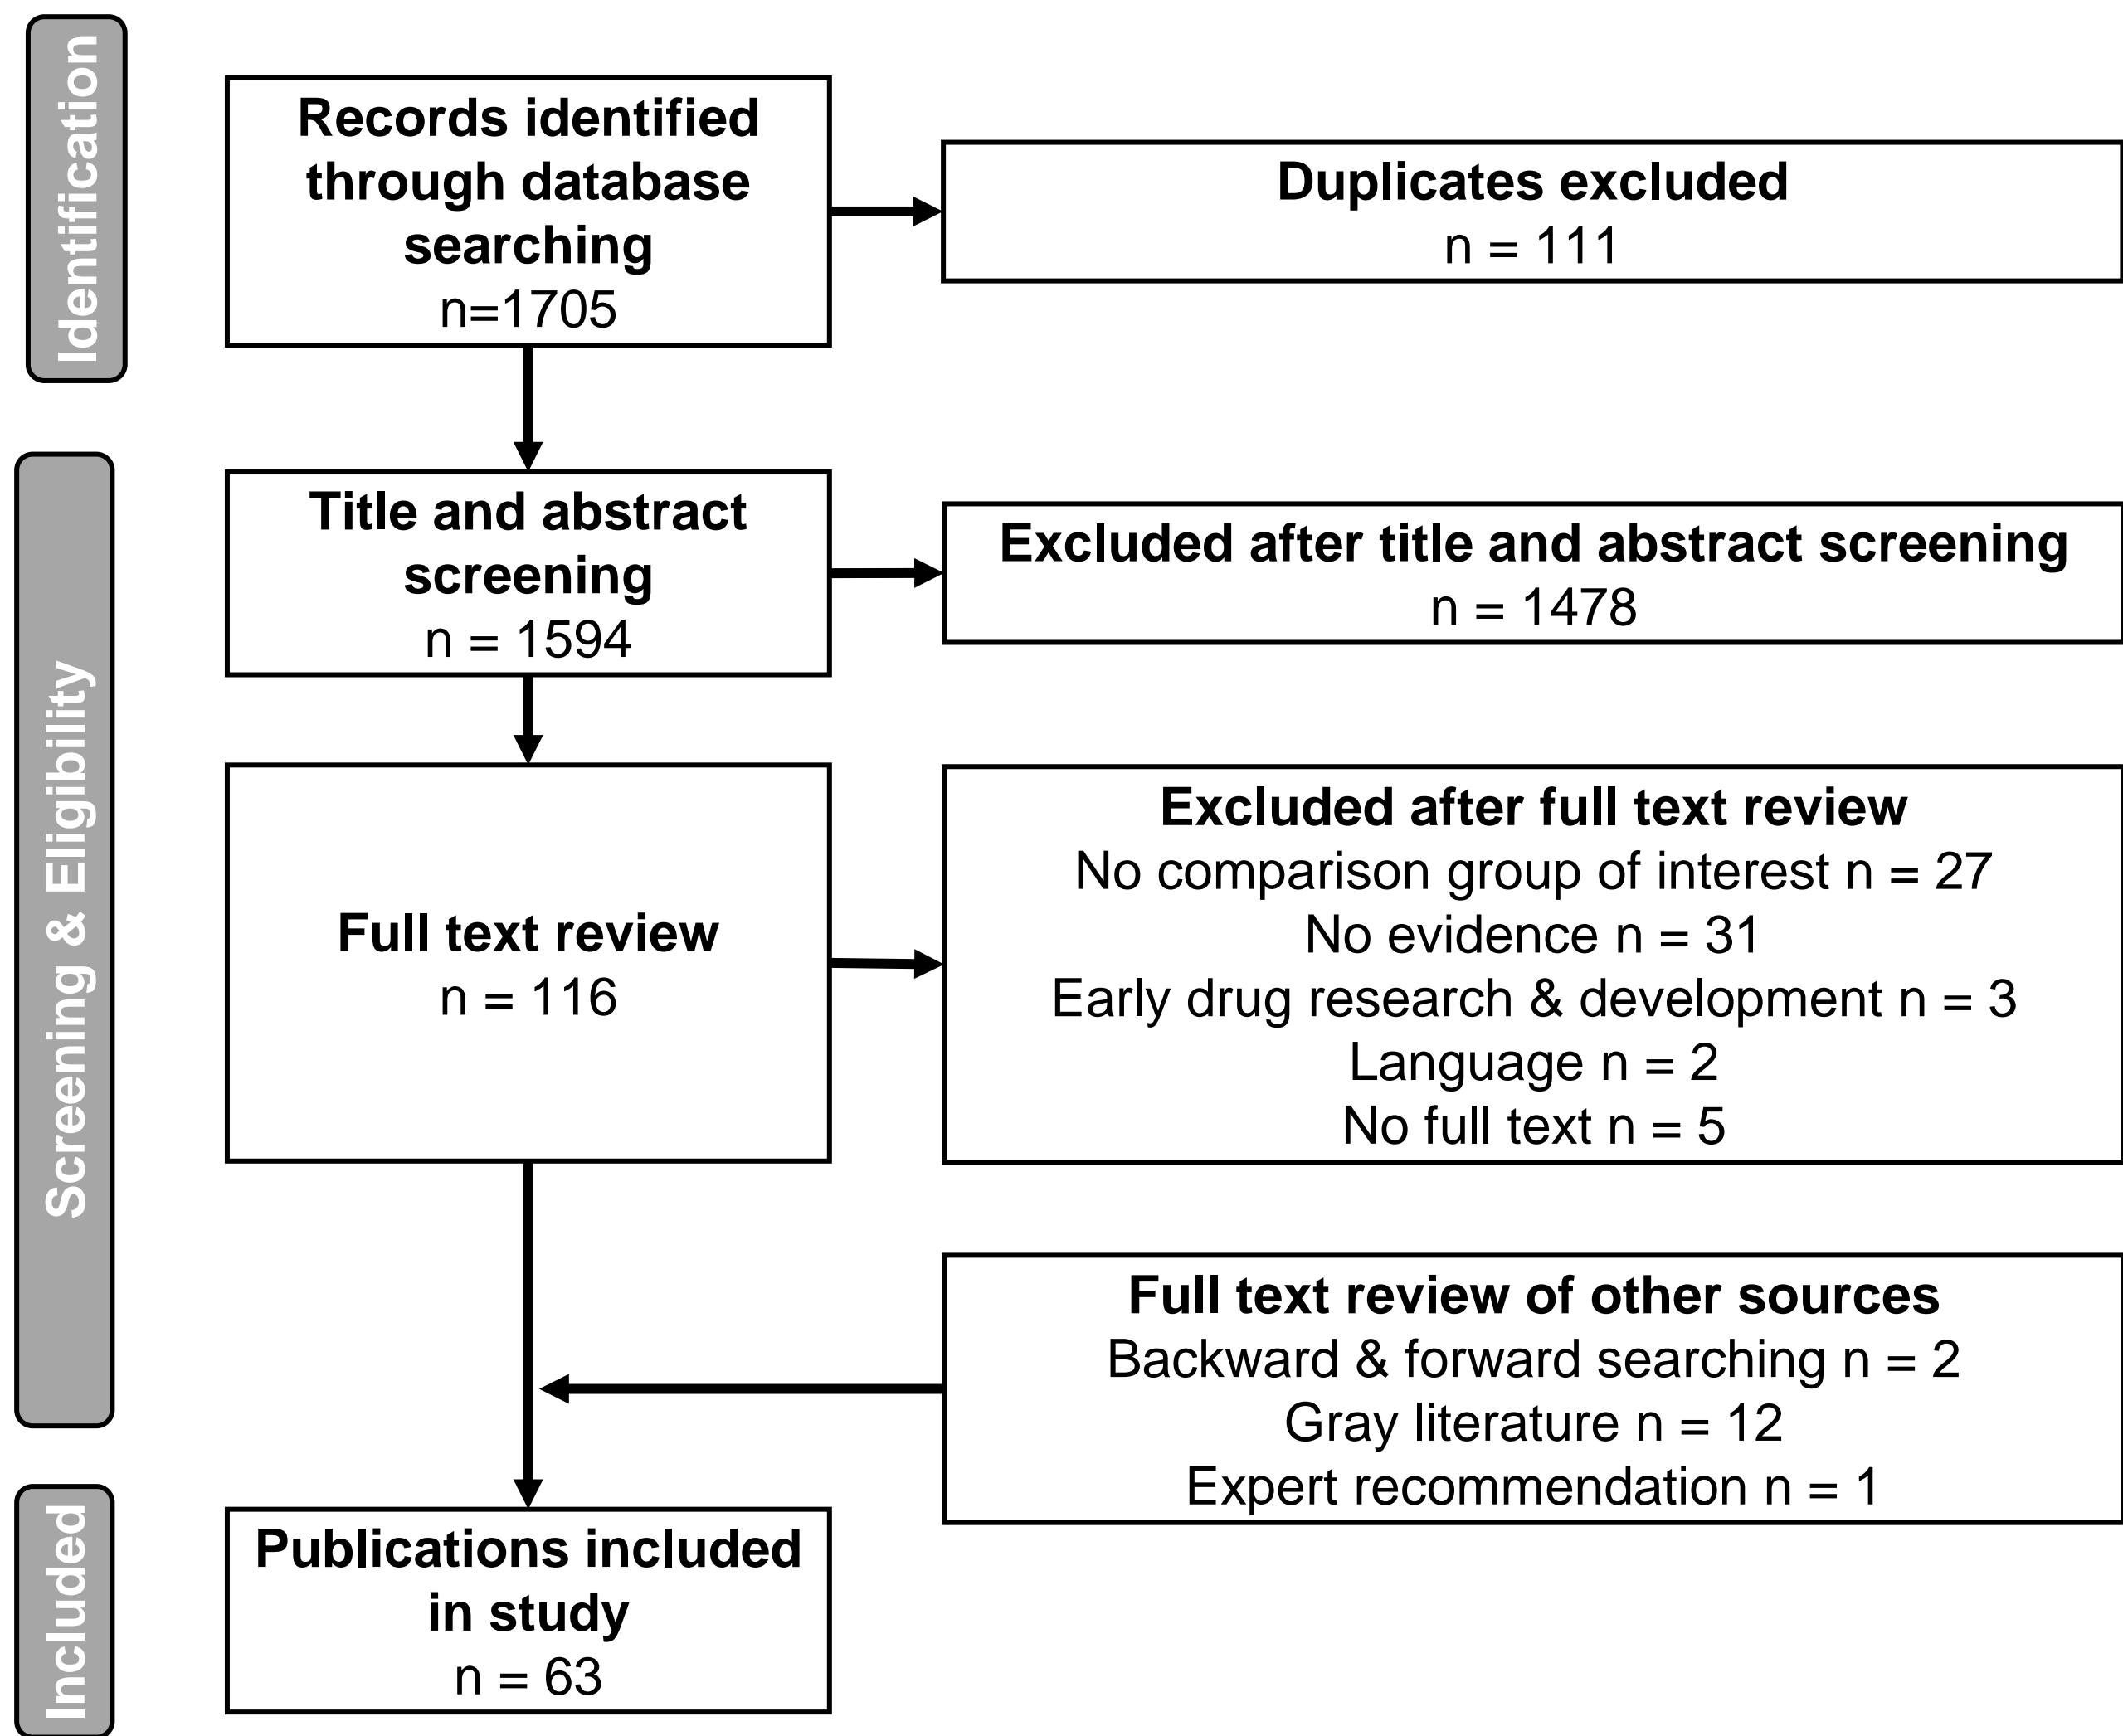 Identification
Records identified
through database
searching
n=1705
Duplicates excluded
n = 111
Screening & Eligibility
Title and abstract
screening
n = 1594
Excluded after title and abstract screening
n = 1478
Full text review
n = 116
Excluded after full text review
No comparison group of interest n = 27
No evidence n = 31
Early drug research & development n = 3
Language n = 2
No full text n = 5
Full text review of other sources
Backward & forward searching n = 2
Gray literature n = 12
Expert recommendation n = 1
Included
Publications included
in study
n = 63